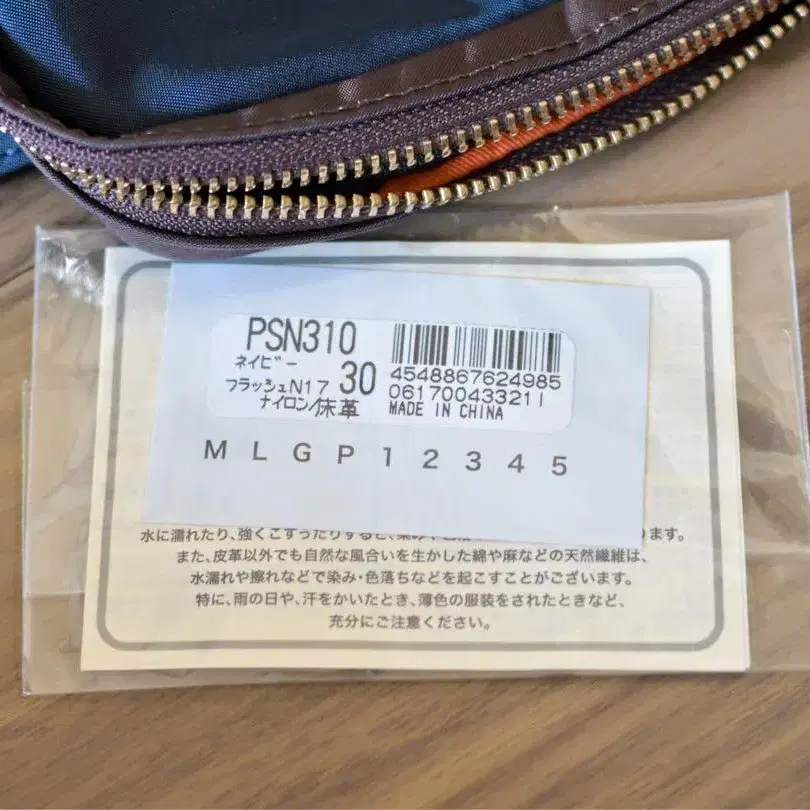 PSN310
ネイビー
フラッシュN17 30
ナイロン/床革
4548867624985
061700433211
MADE IN CHINA
M L G P 1 2 3 4 5
水に濡れたり、強くこすったりすると、
ます。
また、皮革以外でも自然な風合いを生かした綿や麻などの天然繊維は、
水濡れや擦れなどで染み・色落ちなどを起こすことがございます。
特に、雨の日や、汗をかいたとき、薄色の服装をされたときなど、
充分にご注意ください。